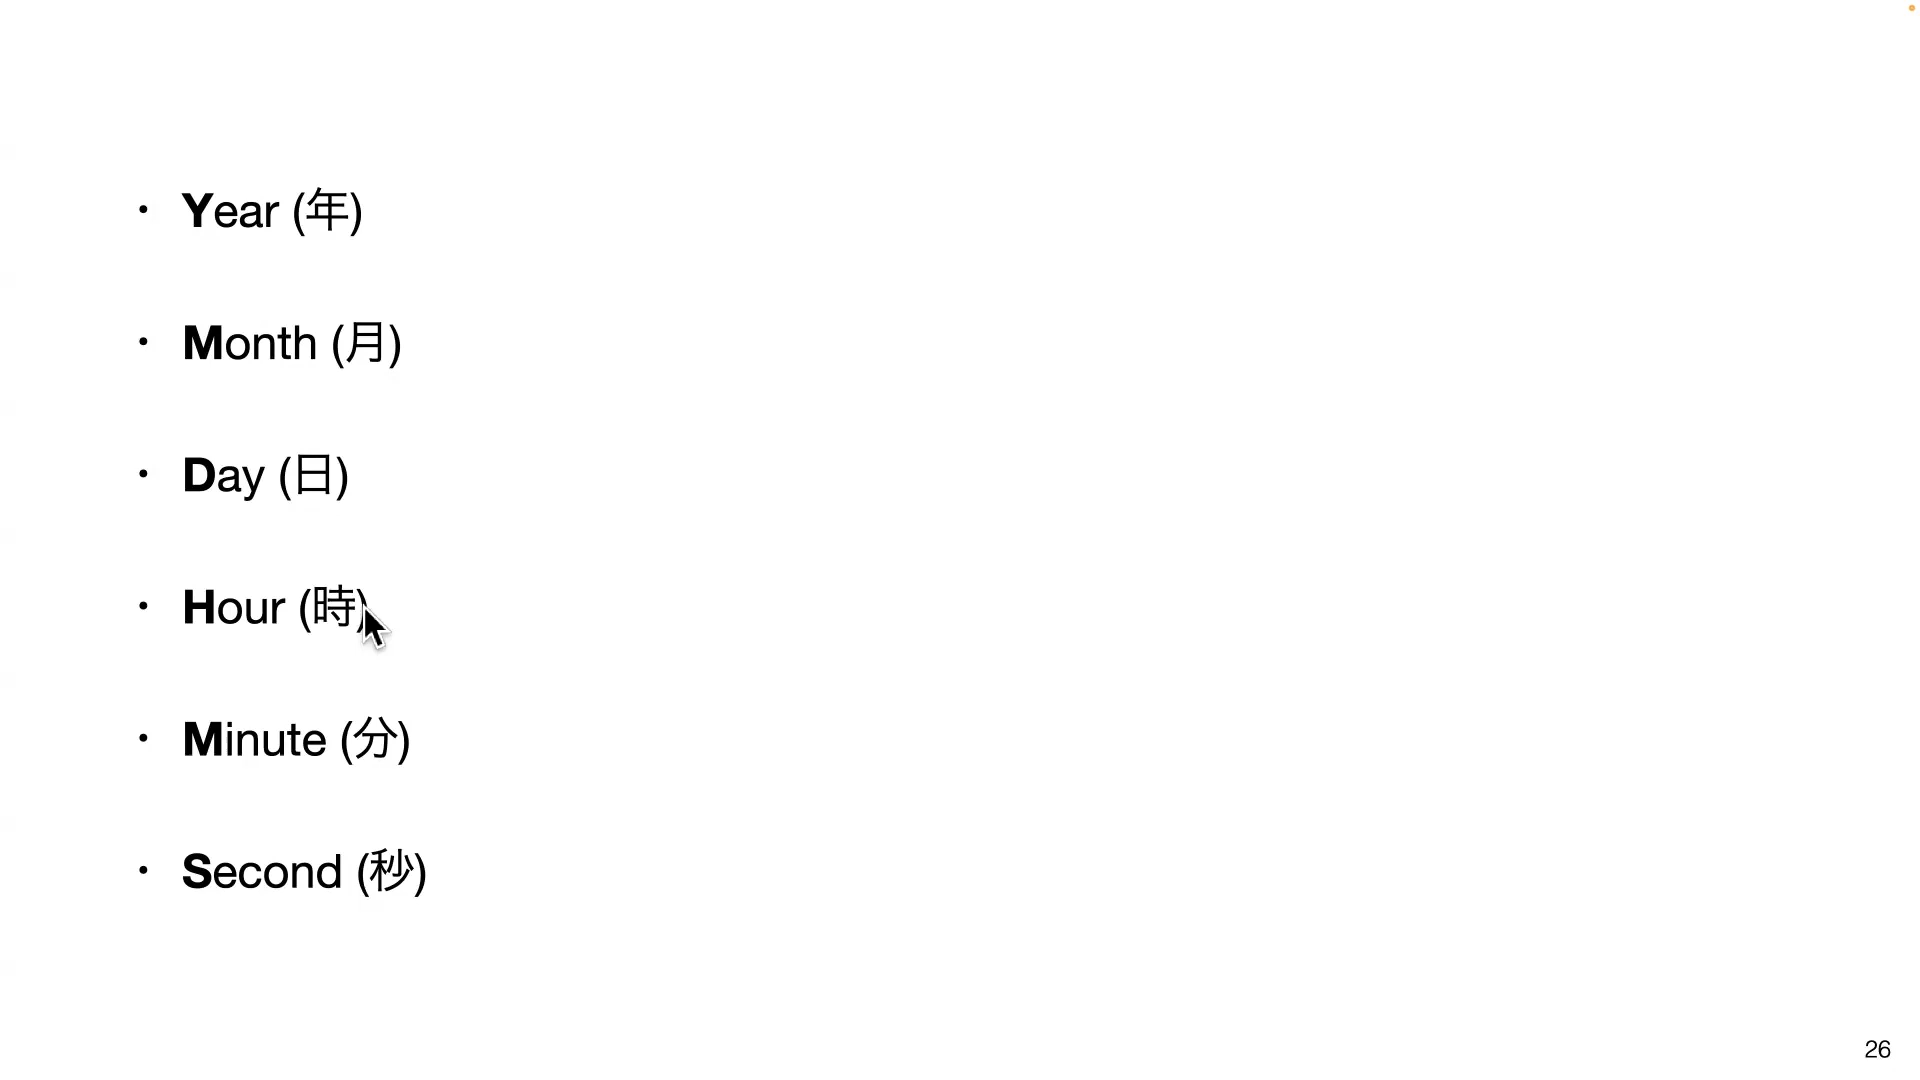 • Year (年)
• Month (月)
• Day (日)
• Hour (時)
• Minute (分)
• Second (秒)
26